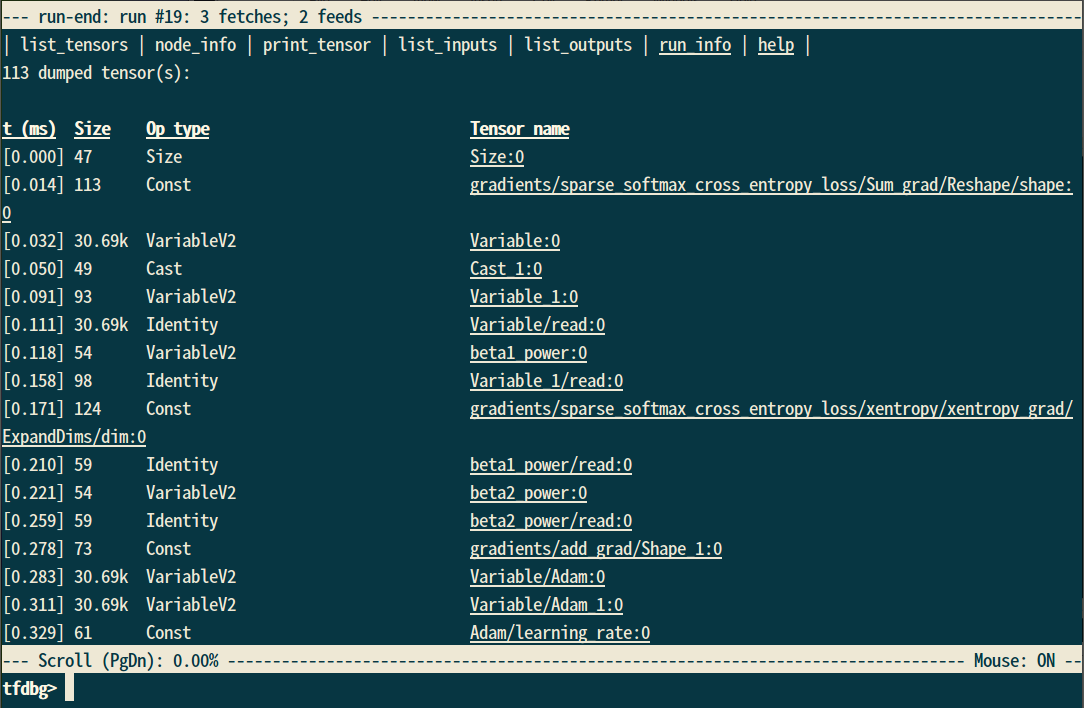 --- run-end: run #19: 3 fetches; 2 feeds --------------------------------------------------------------------------------
| list_tensors | node_info | print_tensor | list_inputs | list_outputs | run_info | help |
113 dumped tensor(s):
t (ms) Size Op type Tensor name
[0.000] 47 Size Size:0
[0.014] 113 Const gradients/sparse_softmax_cross_entropy_loss/Sum_grad/Reshape/shape:
0
[0.032] 30.69k VariableV2 Variable:0
[0.050] 49 Cast Cast_1:0
[0.091] 93 VariableV2 Variable_1:0
[0.111] 30.69k Identity Variable/read:0
[0.118] 54 VariableV2 beta1_power:0
[0.158] 98 Identity Variable_1/read:0
[0.171] 124 Const gradients/sparse_softmax_cross_entropy_loss/xentropy/xentropy_grad/
ExpandDims/dim:0
[0.210] 59 Identity beta1_power/read:0
[0.221] 54 VariableV2 beta2_power:0
[0.259] 59 Identity beta2_power/read:0
[0.278] 73 Const gradients/add_grad/Shape_1:0
[0.283] 30.69k VariableV2 Variable/Adam:0
[0.311] 30.69k VariableV2 Variable/Adam_1:0
[0.329] 61 Const Adam/learning_rate:0
--- Scroll (PgDn): 0.00% ---------------------------------------------------------------------------------- Mouse: ON --
tfdbg>